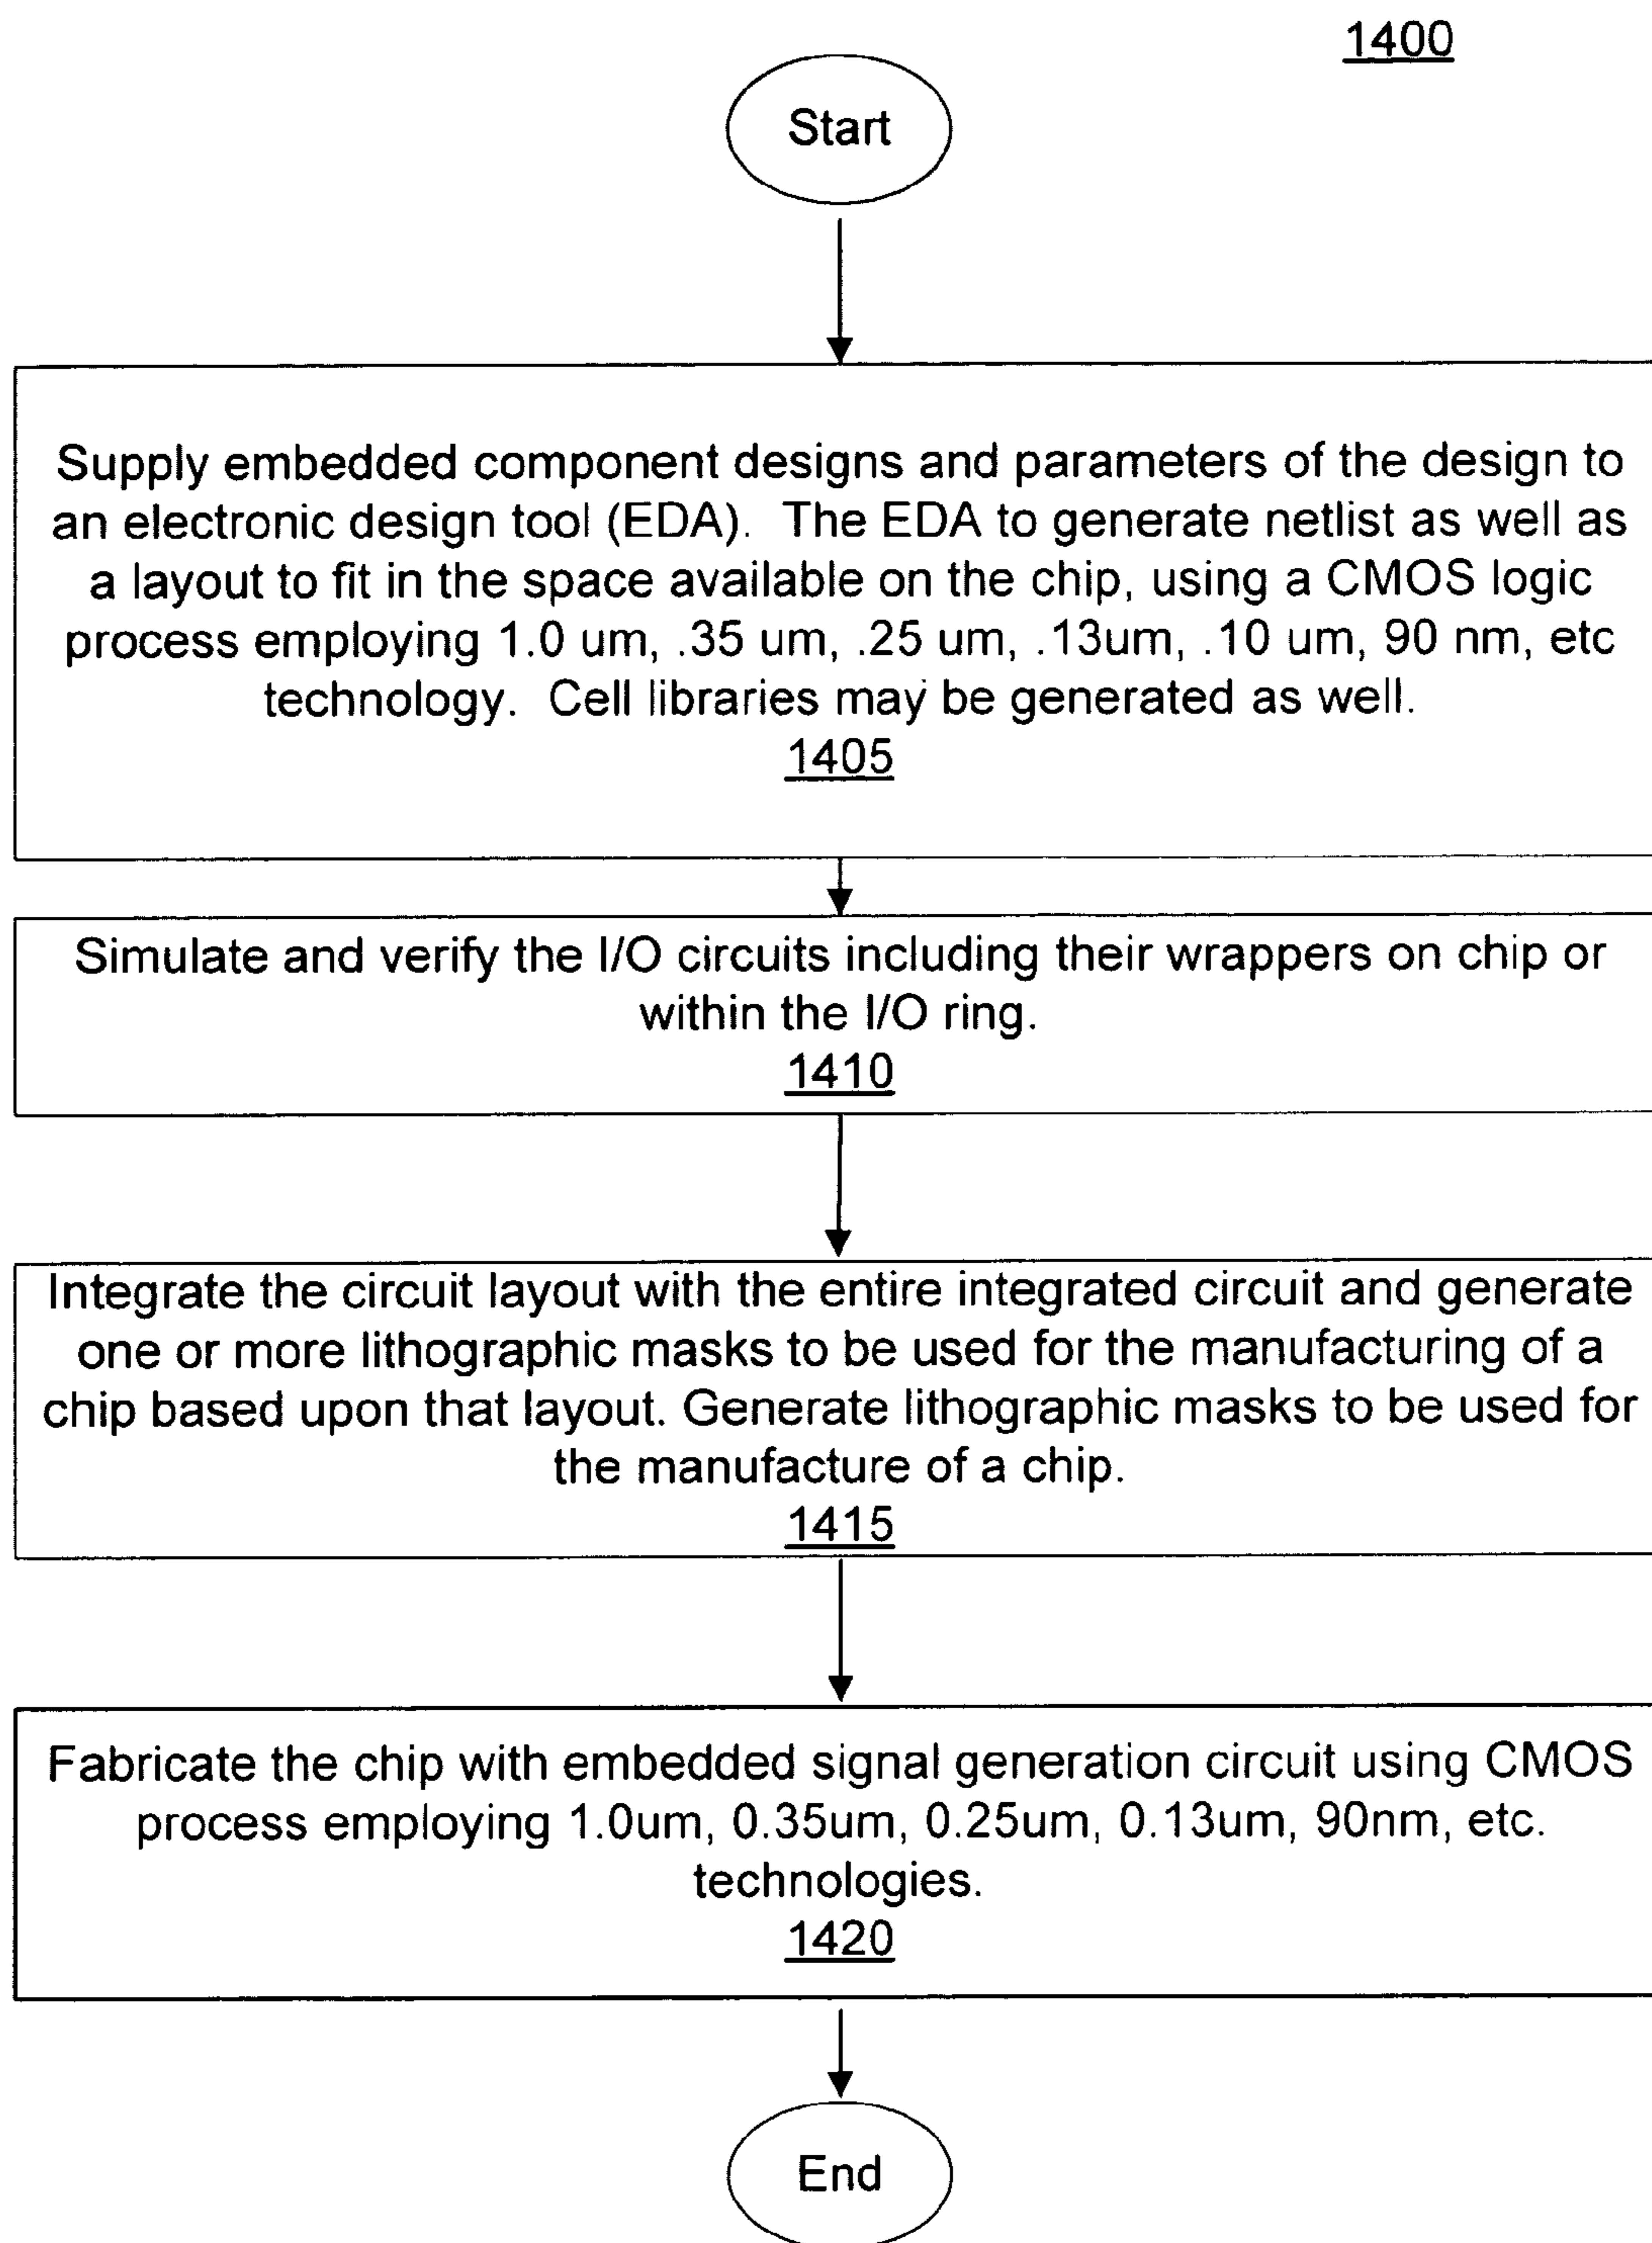 1400
Start
Supply embedded component designs and parameters of the design to
an electronic design tool (EDA).  The EDA to generate netlist as well as
a layout to fit in the space available on the chip, using a CMOS logic
process employing 1.0 um, .35 um, .25 um, .13um, .10 um, 90 nm, etc
technology.  Cell libraries may be generated as well.
1405
Simulate and verify the I/O circuits including their wrappers on chip or
within the I/O ring.
1410
Integrate the circuit layout with the entire integrated circuit and generate
one or more lithographic masks to be used for the manufacturing of a
chip based upon that layout. Generate lithographic masks to be used for
the manufacture of a chip.
1415
Fabricate the chip with embedded signal generation circuit using CMOS
process employing 1.0um, 0.35um, 0.25um, 0.13um, 90nm, etc.
technologies.
1420
End